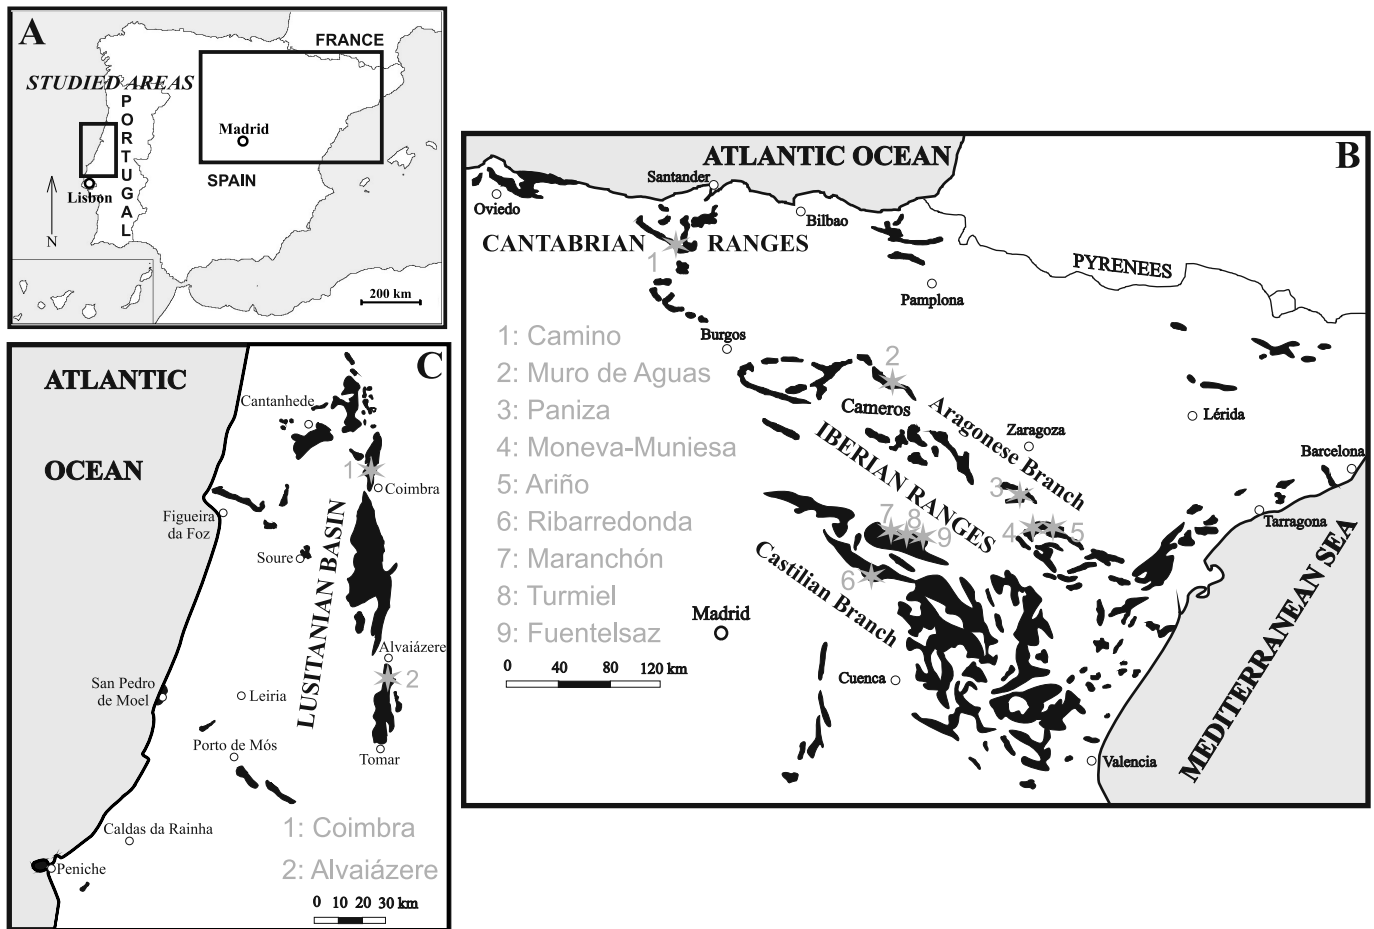 A
FRANCE
STUDIED AREAS
PORTUGAL
Madrid
SPAIN
Lisbon
N
200 km
B
ATLANTIC OCEAN
Santander
Oviedo
Bilbao
CANTABRIAN RANGES
1
PYRENEES
Pamplona
Burgos
1: Camino
2: Muro de Aguas
3: Paniza
4: Moneva-Muniesa
5: Ariño
6: Ribarredonda
7: Maranchón
8: Turmiel
9: Fuentelsaz
2
Cameros
Aragonese Branch
Lérida
Zaragoza
IBERIAN RANGES
Barcelona
3
Tarragona
7
8
9
4
5
Castilian Branch
6
Madrid
MEDITERRANEAN SEA
0 40 80 120 km
Cuenca
Valencia
C
ATLANTIC
OCEAN
Cantanhede
1
Coimbra
Figueira
da Foz
Soure
LUSITANIAN BASIN
Alvaiázere
2
San Pedro
de Moel
Leiria
Porto de Mós
Tomar
Caldas da Rainha
1: Coimbra
2: Alvaiázere
Peniche
0 10 20 30 km